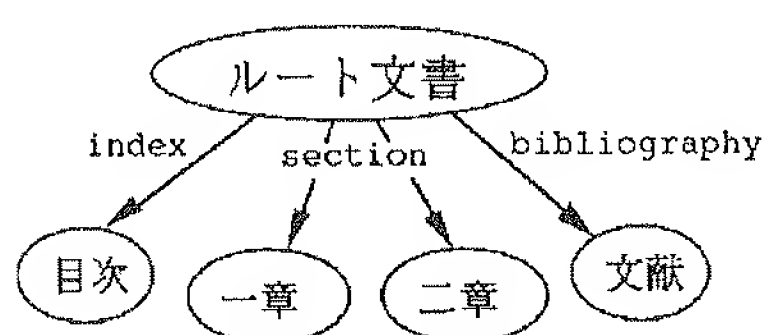 ルート文書
index
section
bibliography
目次
一章
二章
文献